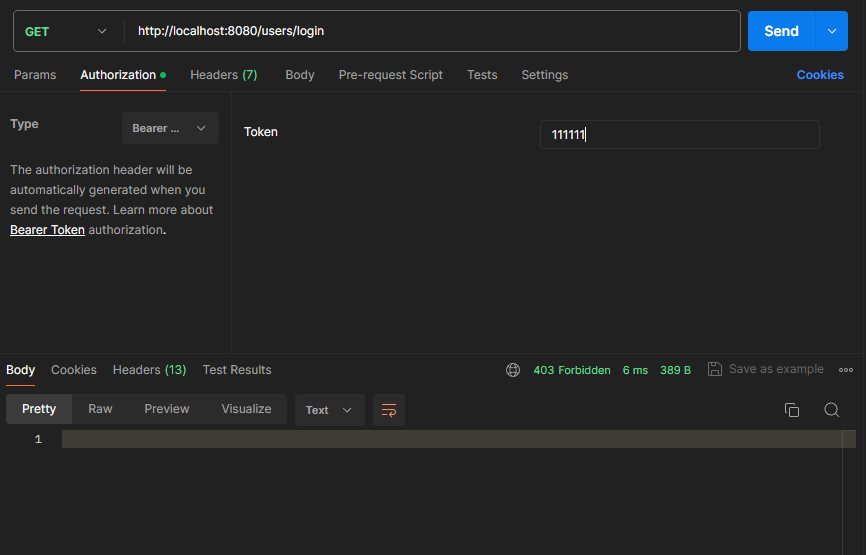 GET http://localhost:8080/users/login Send
Params Authorization Headers (7) Body Pre-request Script Tests Settings Cookies
Type Bearer ... Token 111111
The authorization header will be
automatically generated when you
send the request. Learn more about
Bearer Token authorization.
Body Cookies Headers (13) Test Results 403 Forbidden 6 ms 389 B Save as example
Pretty Raw Preview Visualize Text
1